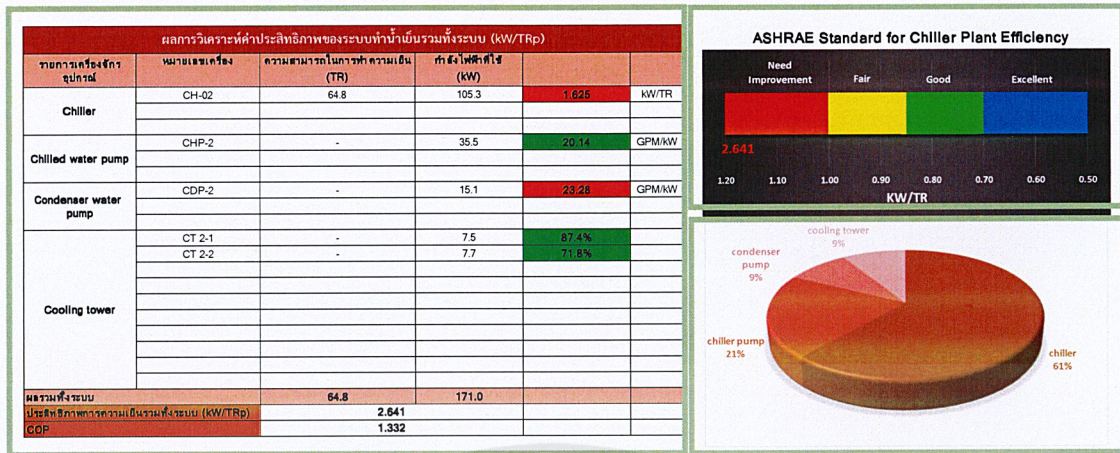 ผลการวิเคราะห์ค่าประสิทธิภาพของระบบทำน้ำเย็นรวมทั้งระบบ (kW/TRp)
รายการเครื่องจักร อุปกรณ์ หมายเลขเครื่อง ความสามารถในการทำความเย็น (TR) กำลังไฟฟ้าที่ใช้ (kW)
Chiller CH-02 64.8 105.3 1.625 kW/TR
Chilled water pump CHP-2 - 35.5 20.14 GPM/kW
Condenser water pump CDP-2 - 15.1 23.28 GPM/kW
Cooling tower CT 2-1 - 7.5 87.4%
CT 2-2 - 7.7 71.8%
ผลรวมทั้งระบบ 64.8 171.0
ประสิทธิภาพการความเย็นรวมทั้งระบบ (kW/TRp) 2.641
COP 1.332
ASHRAE Standard for Chiller Plant Efficiency
Need Improvement Fair Good Excellent
2.641
1.20 1.10 1.00 0.90 0.80 0.70 0.60 0.50
KW/TR
cooling tower
9%
condenser
pump
9%
chiller pump
21%
chiller
61%